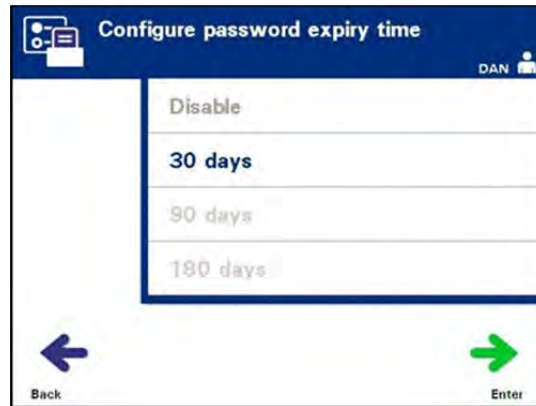 Configure password expiry time
DAN
Disable
30 days
90 days
180 days
Back
Enter